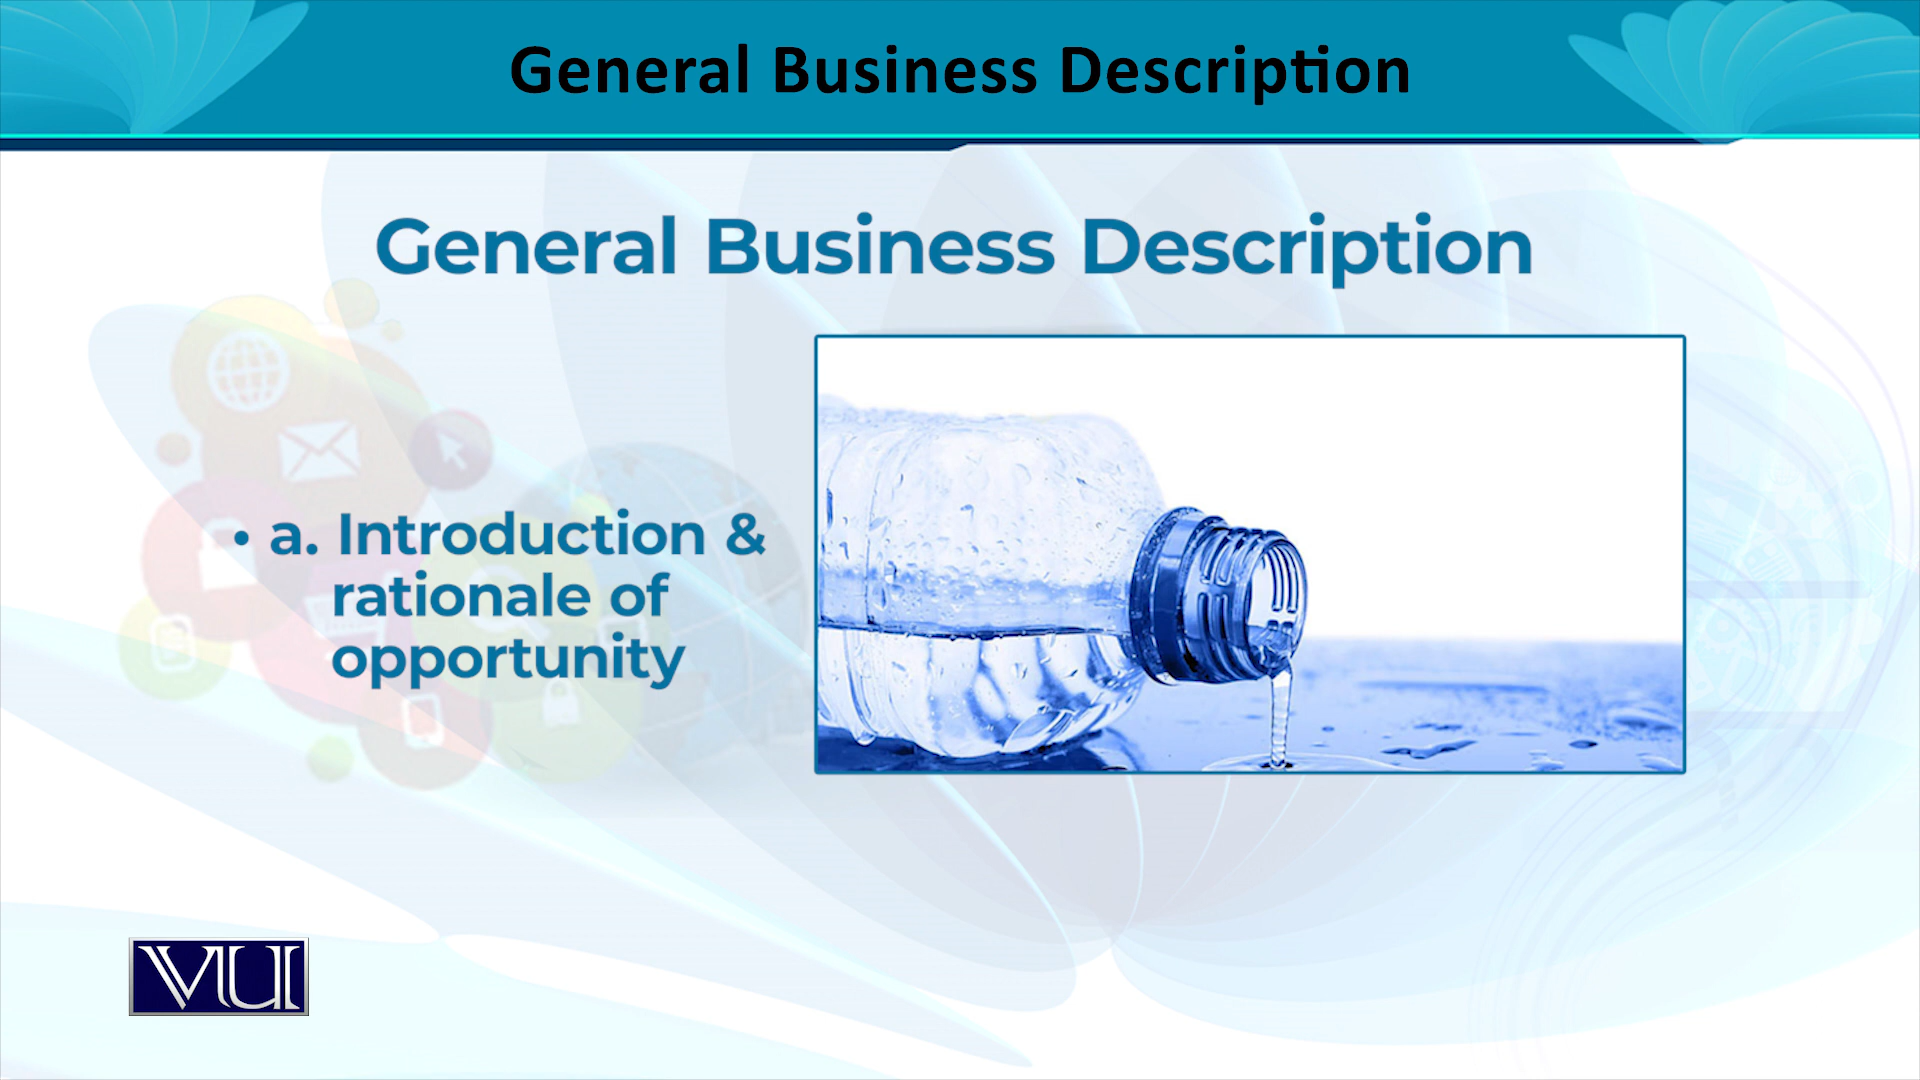 General Business Description
General Business Description
• a. Introduction &
rationale of
opportunity
VU